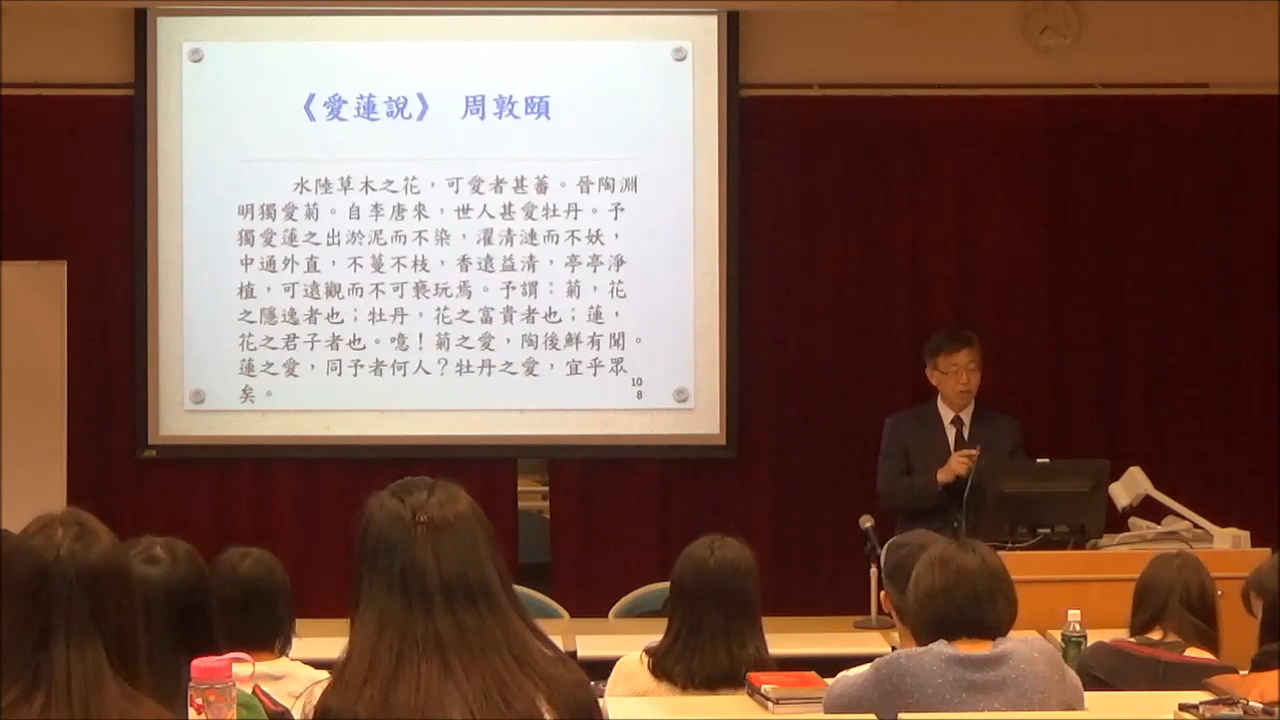 《愛蓮說》 周敦頤
水陸草木之花，可愛者甚蕃。晉陶淵
明獨愛菊。自李唐來，世人甚愛牡丹。予
獨愛蓮之出淤泥而不染，濯清漣而不妖，
中通外直，不蔓不枝，香遠益清，亭亭淨
植，可遠觀而不可褻玩焉。予謂：菊，花
之隱逸者也；牡丹，花之富貴者也；蓮，
花之君子者也。噫！菊之愛，陶後鮮有聞。
蓮之愛，同予者何人？牡丹之愛，宜乎眾
矣。
10
8